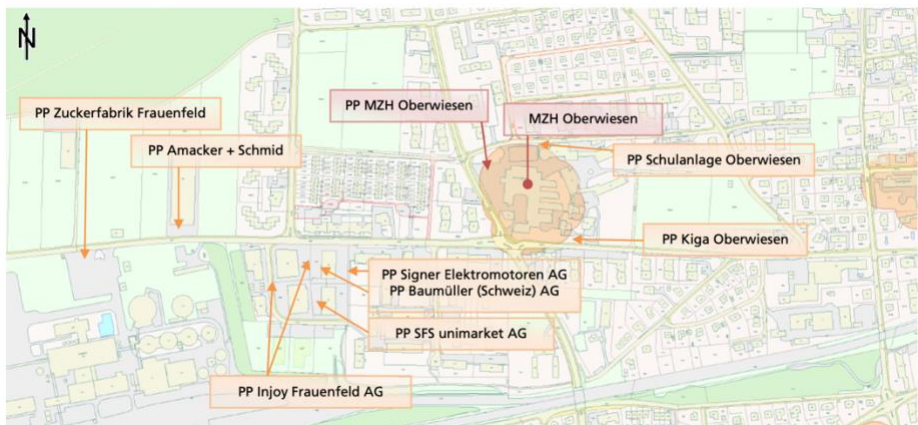 N
PP Zuckerfabrik Frauenfeld
PP MZH Oberwiesen
MZH Oberwiesen
PP Amacker + Schmid
PP Schulanlage Oberwiesen
PP Kiga Oberwiesen
PP Signer Elektromotoren AG
PP Baumüller (Schweiz) AG
PP SFS unimarket AG
PP Injoy Frauenfeld AG